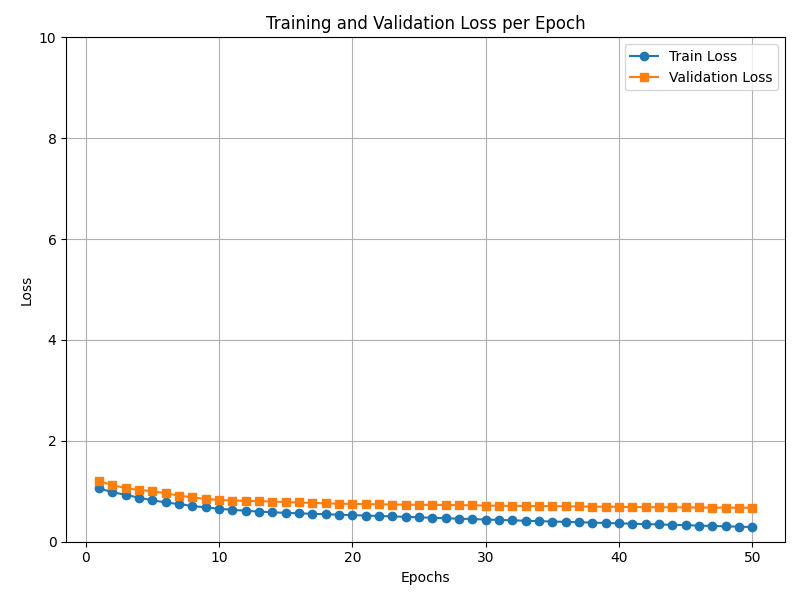 Training and Validation Loss per Epoch
Train Loss
Validation Loss
10
8
6
4
2
0
Loss
0 10 20 30 40 50
Epochs